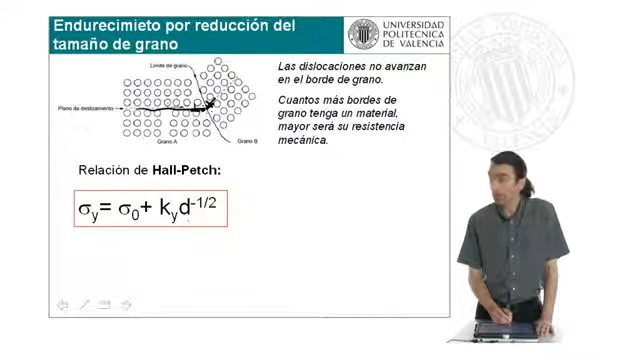 Endurecimieto por reducción del
tamaño de grano
UNIVERSIDAD
POLITECNICA
DE VALENCIA
Límite de grano
Plano de deslizamiento
Grano A
Grano B
Las dislocaciones no avanzan
en el borde de grano.
Cuantos más bordes de
grano tenga un material,
mayor será su resistencia
mecánica.
Relación de Hall-Petch:
σy= σ0+ kyd-1/2